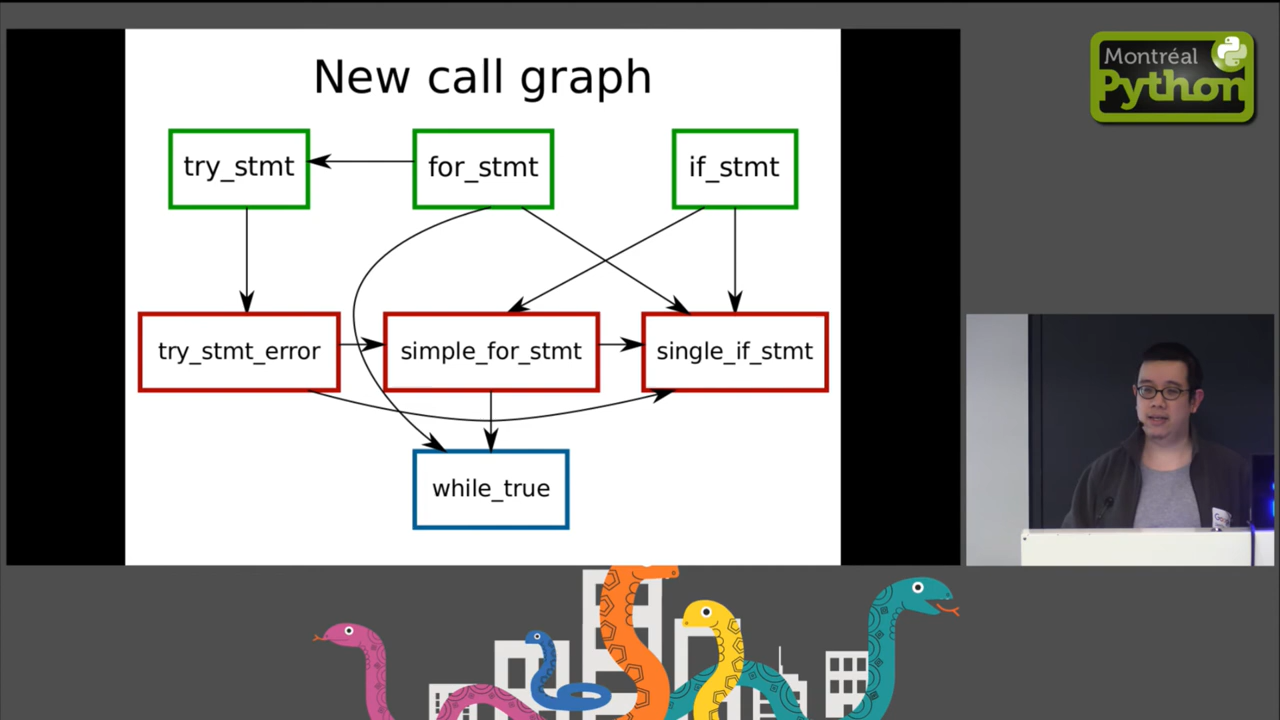 New call graph
Montréal
Python
try_stmt
for_stmt
if_stmt
try_stmt_error
simple_for_stmt
single_if_stmt
while_true